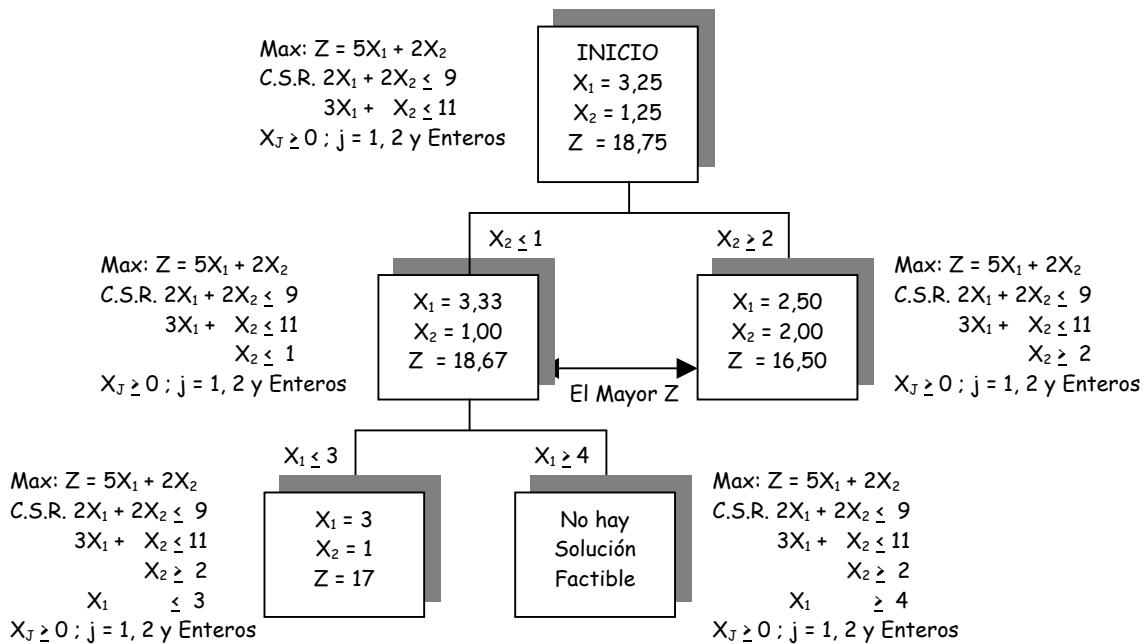 Max: Z = 5X₁ + 2X₂
C.S.R. 2X₁ + 2X₂ ≤ 9
3X₁ + X₂ ≤ 11
X_J ≥ 0 ; j = 1, 2 y Enteros
INICIO
X₁ = 3,25
X₂ = 1,25
Z = 18,75
X₂ ≤ 1
X₂ ≥ 2
Max: Z = 5X₁ + 2X₂
C.S.R. 2X₁ + 2X₂ ≤ 9
3X₁ + X₂ ≤ 11
X₂ ≤ 1
X_J ≥ 0 ; j = 1, 2 y Enteros
X₁ = 3,33
X₂ = 1,00
Z = 18,67
El Mayor Z
X₁ = 2,50
X₂ = 2,00
Z = 16,50
Max: Z = 5X₁ + 2X₂
C.S.R. 2X₁ + 2X₂ ≤ 9
3X₁ + X₂ ≤ 11
X₂ ≥ 2
X_J ≥ 0 ; j = 1, 2 y Enteros
X₁ ≤ 3
X₁ ≥ 4
Max: Z = 5X₁ + 2X₂
C.S.R. 2X₁ + 2X₂ ≤ 9
3X₁ + X₂ ≤ 11
X₂ ≥ 2
X₁ ≤ 3
X_J ≥ 0 ; j = 1, 2 y Enteros
X₁ = 3
X₂ = 1
Z = 17
No hay
Solución
Factible
Max: Z = 5X₁ + 2X₂
C.S.R. 2X₁ + 2X₂ ≤ 9
3X₁ + X₂ ≤ 11
X₂ ≥ 2
X₁ ≥ 4
X_J ≥ 0 ; j = 1, 2 y Enteros